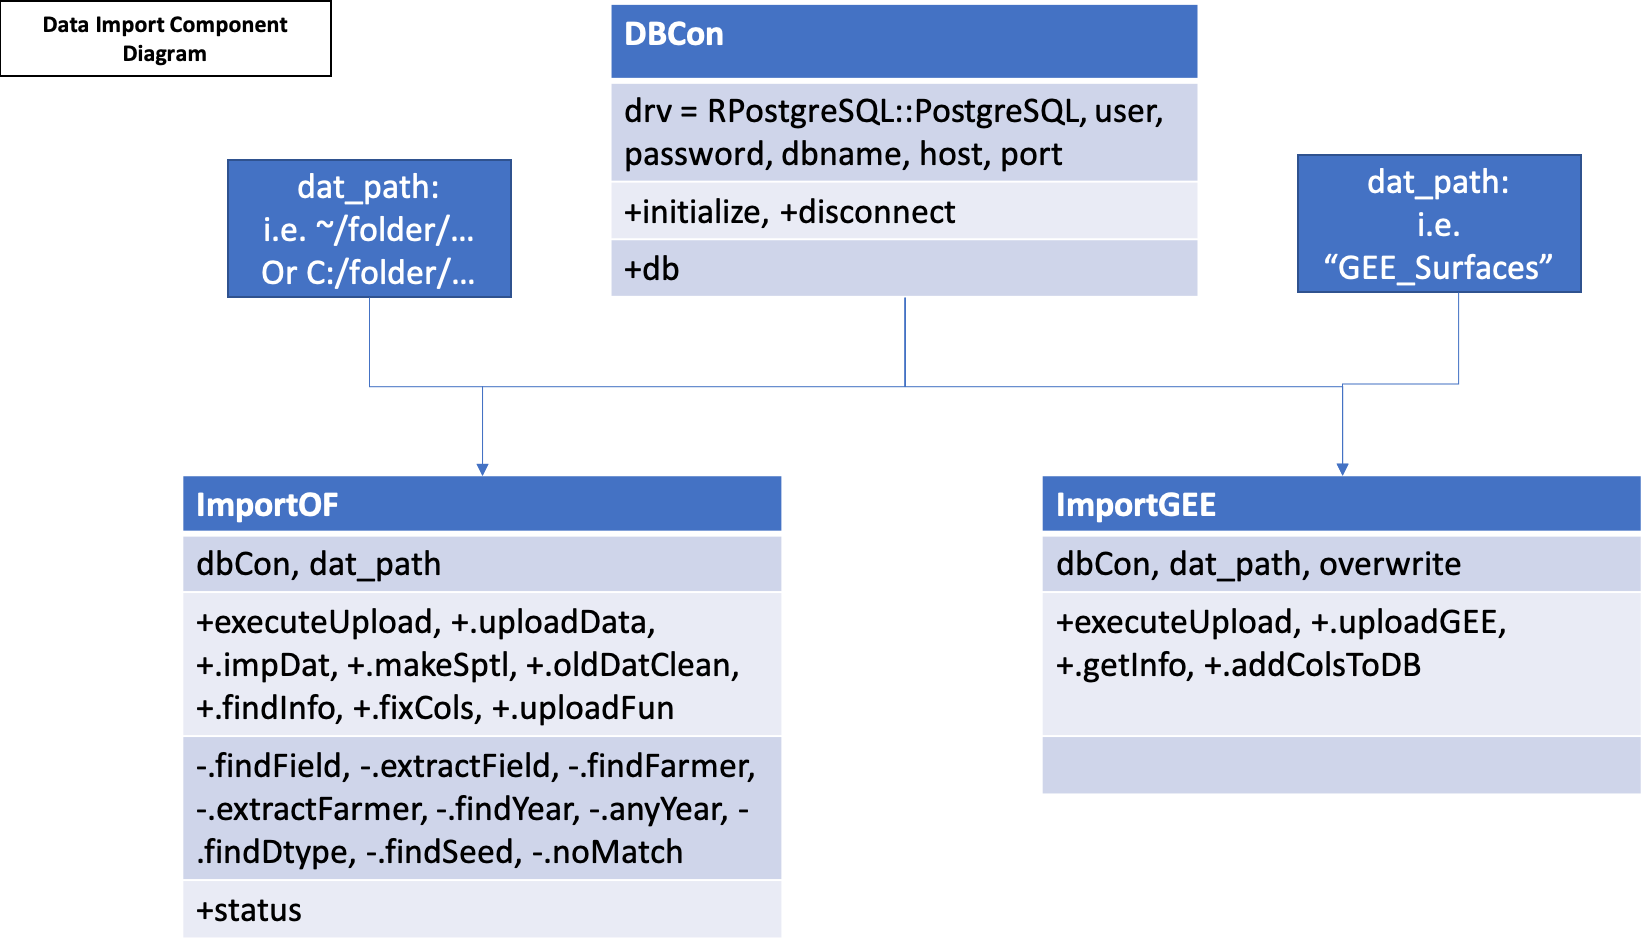 Data Import Component
Diagram
DBCon
drv = RPostgreSQL::PostgreSQL, user,
password, dbname, host, port
+initialize, +disconnect
+db
dat_path:
i.e. ~/folder/...
Or C:/folder/...
dat_path:
i.e.
“GEE_Surfaces”
ImportOF
dbCon, dat_path
+executeUpload, +.uploadData,
+.impDat, +.makeSptl, +.oldDatClean,
+.findInfo, +.fixCols, +.uploadFun
-.findField, -.extractField, -.findFarmer,
-.extractFarmer, -.findYear, -.anyYear, -
.findDtype, -.findSeed, -.noMatch
+status
ImportGEE
dbCon, dat_path, overwrite
+executeUpload, +.uploadGEE,
+.getInfo, +.addColsToDB